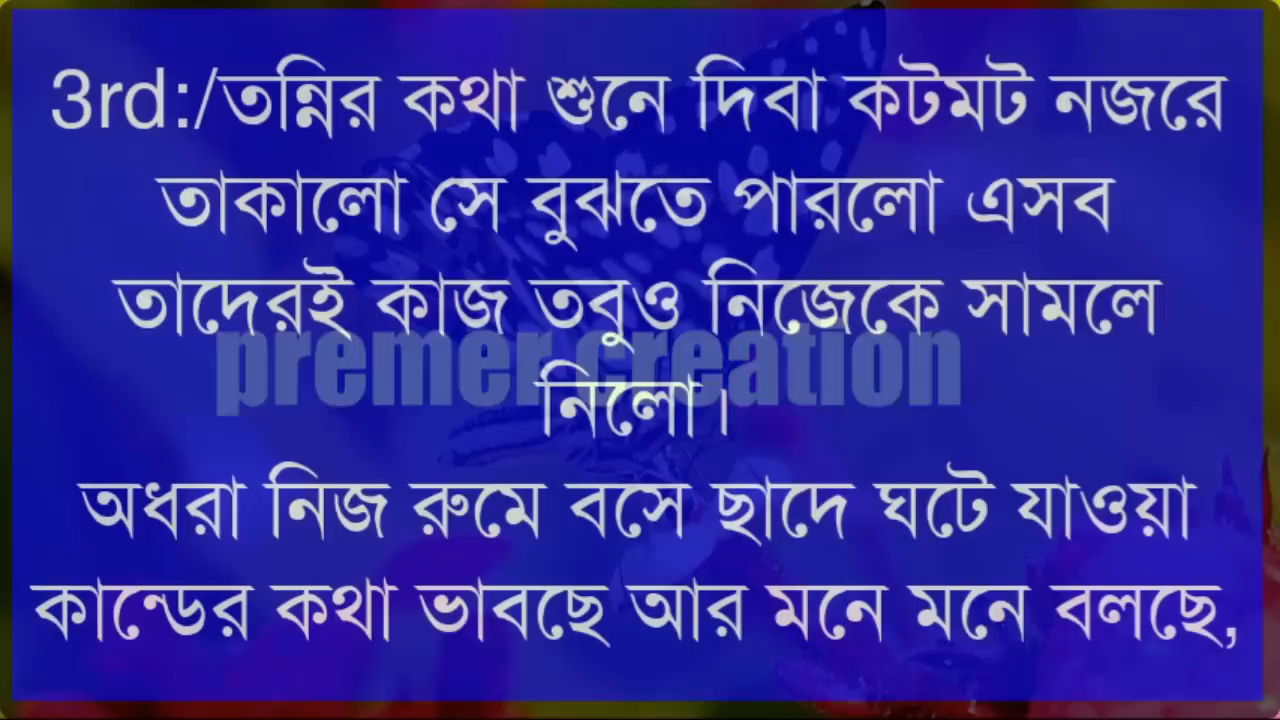 3rd:/তন্নির কথা শুনে দিবা কটমট নজরে
তাকালো সে বুঝতে পারলো এসব
তাদেরই কাজ তবুও নিজেকে সামলে
নিলো।
premer creation
অধরা নিজ রুমে বসে ছাদে ঘটে যাওয়া
কান্ডের কথা ভাবছে আর মনে মনে বলছে,